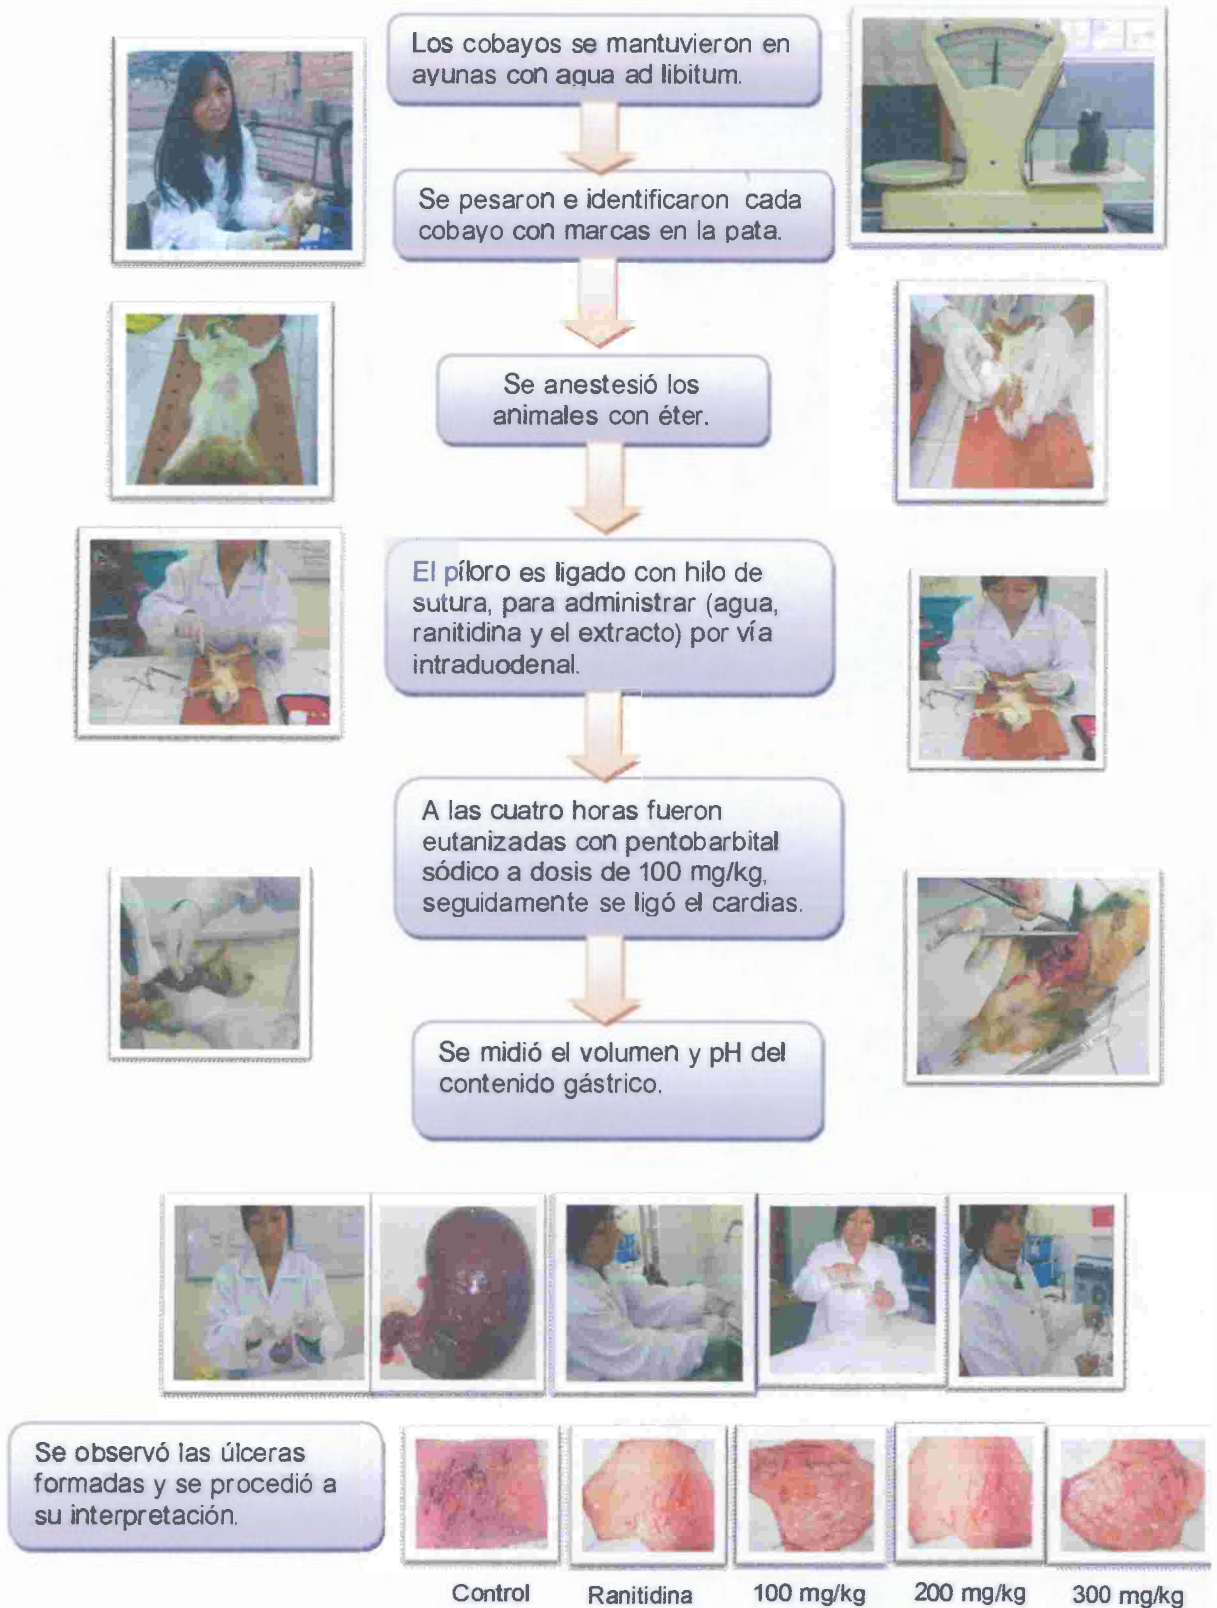 Los cobayos se mantuvieron en
ayunas con agua ad libitum.
Se pesaron e identificaron cada
cobayo con marcas en la pata.
Se anestesió los
animales con éter.
El píloro es ligado con hilo de
sutura, para administrar (agua,
ranitidina y el extracto) por vía
intraduodenal.
A las cuatro horas fueron
eutanizadas con pentobarbital
sódico a dosis de 100 mg/kg,
seguidamente se ligó el cardias.
Se midió el volumen y pH del
contenido gástrico.
Se observó las úlceras
formadas y se procedió a
su interpretación.
Control Ranitidina 100 mg/kg 200 mg/kg 300 mg/kg